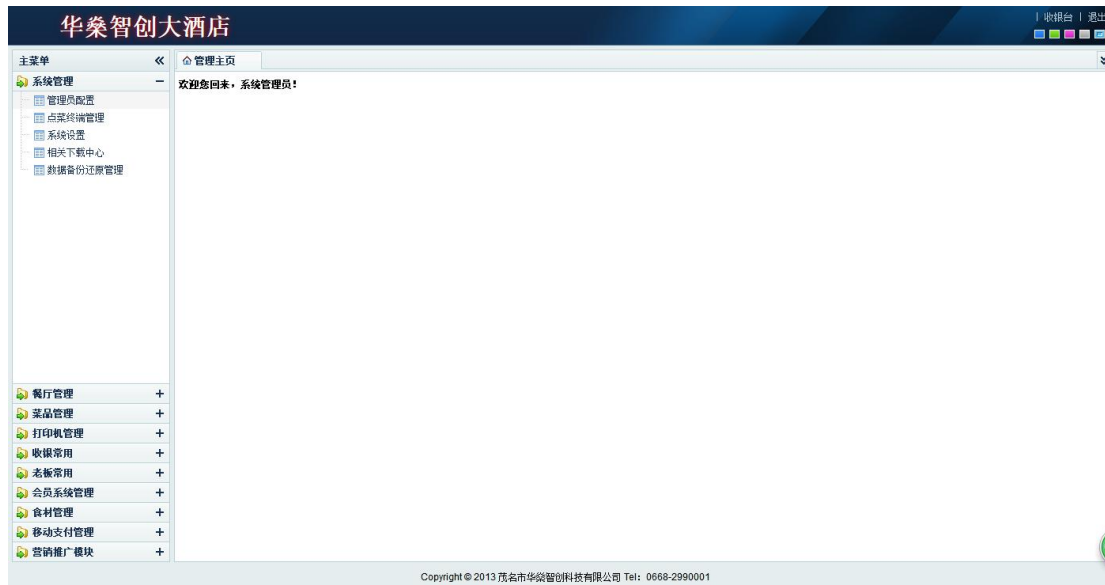 华燊智创大酒店
| 收银台 | 退出
主菜单
管理主页
系统管理
欢迎您回来，系统管理员！
管理员配置
点菜终端管理
系统设置
相关下载中心
数据备份还原管理
餐厅管理
菜品管理
打印机管理
收银常用
老板常用
会员系统管理
食材管理
移动支付管理
营销推广模块
Copyright © 2013 茂名市华燊智创科技有限公司 Tel：0668-2990001